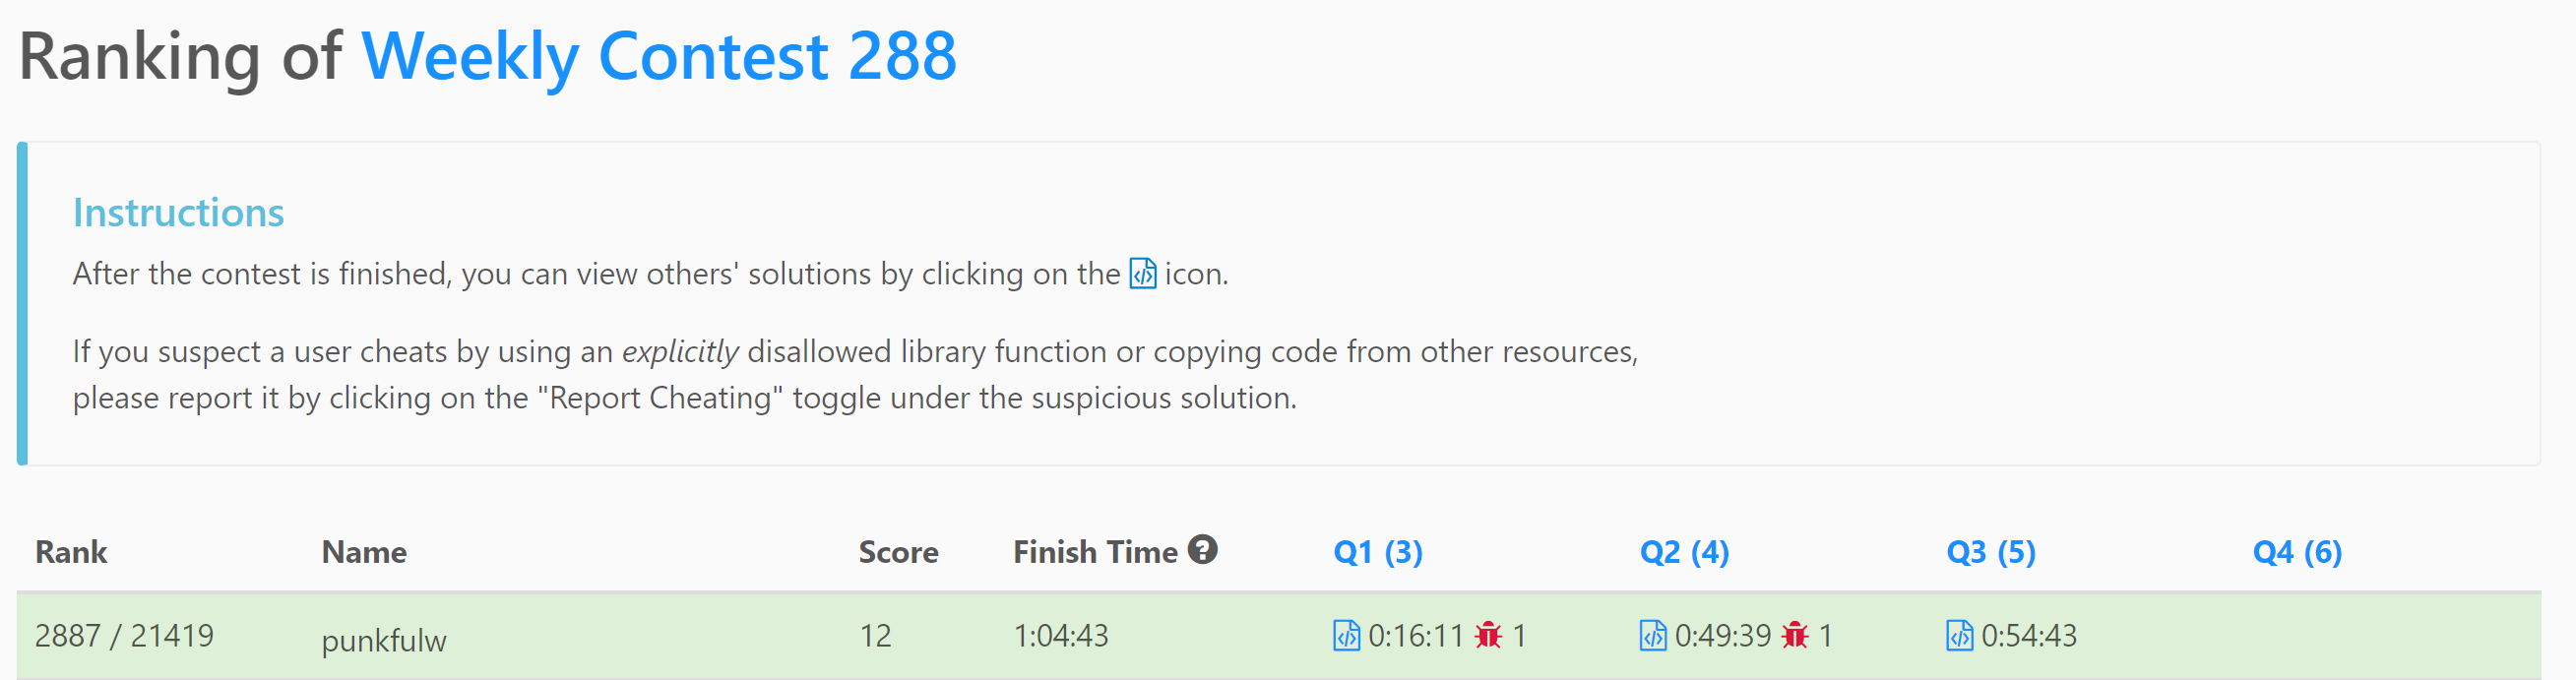 Ranking of Weekly Contest 288
Instructions
After the contest is finished, you can view others' solutions by clicking on the icon.
If you suspect a user cheats by using an explicitly disallowed library function or copying code from other resources,
please report it by clicking on the "Report Cheating" toggle under the suspicious solution.
Rank Name Score Finish Time Q1 (3) Q2 (4) Q3 (5) Q4 (6)
2887 / 21419 punkfulw 12 1:04:43 0:16:11 1 0:49:39 1 0:54:43